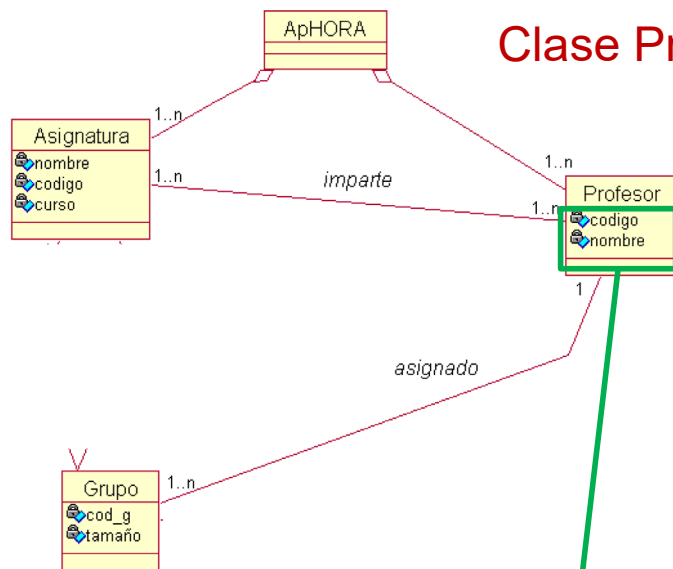 ApHORA
Clase Pr
1..n
Asignatura
nombre
codigo
curso
1..n
imparte
1..n
1..n
Profesor
codigo
nombre
1
asignado
1..n
Grupo
cod_g
tamaño